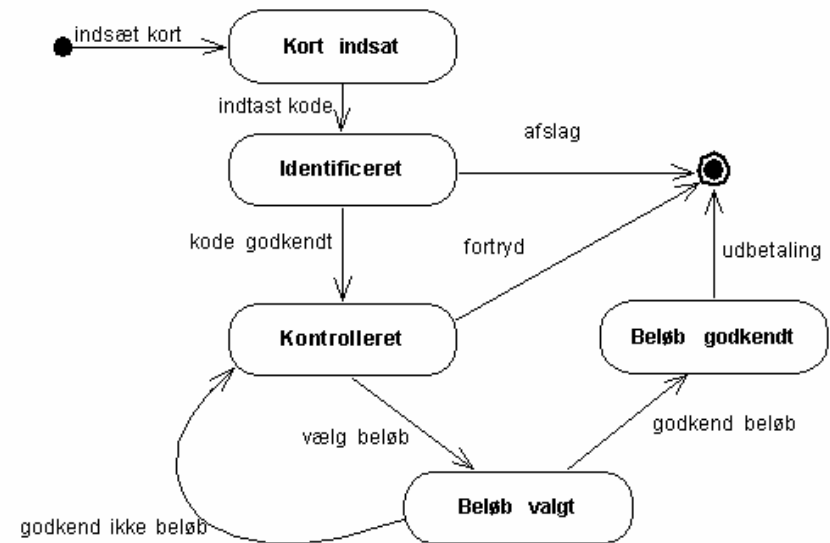 indsæt kort
Kort indsat
indtast kode
afslag
Identificeret
kode godkendt
fortryd
udbetaling
Kontrolleret
Beløb godkendt
vælg beløb
godkend beløb
Beløb valgt
godkend ikke beløb